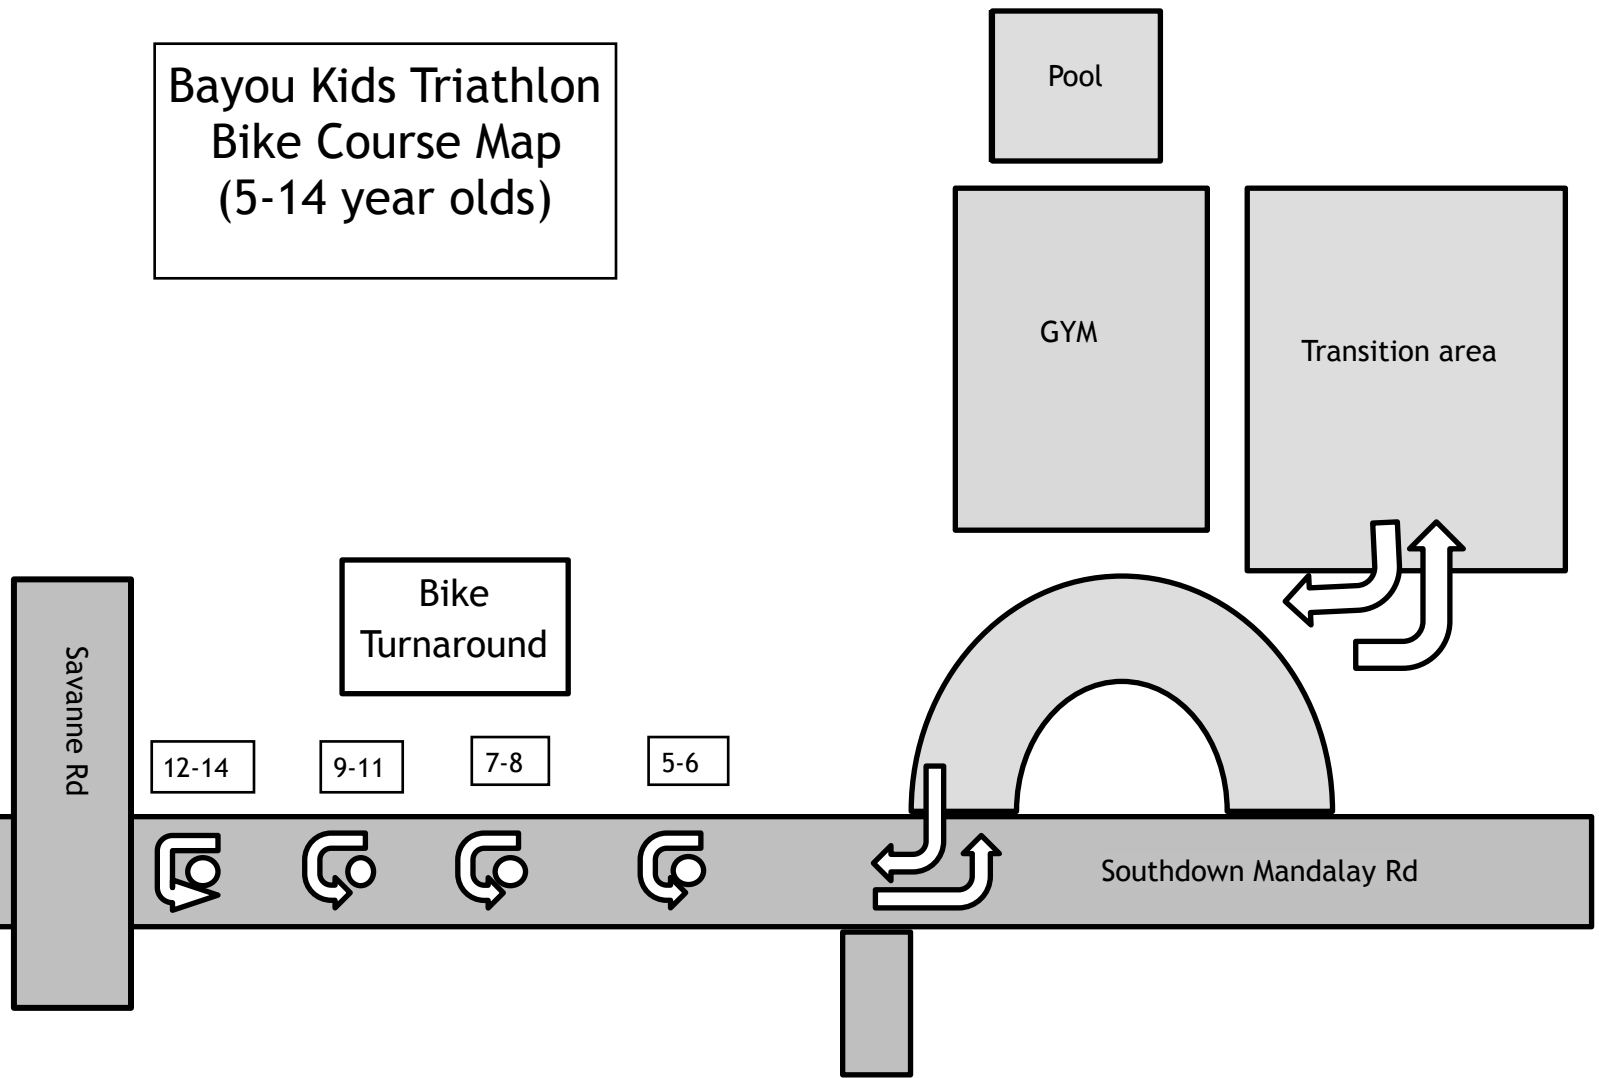 Bayou Kids Triathlon
Bike Course Map
(5-14 year olds)
Pool
GYM
Transition area
Bike
Turnaround
Savanne Rd
12-14
9-11
7-8
5-6
Southdown Mandalay Rd